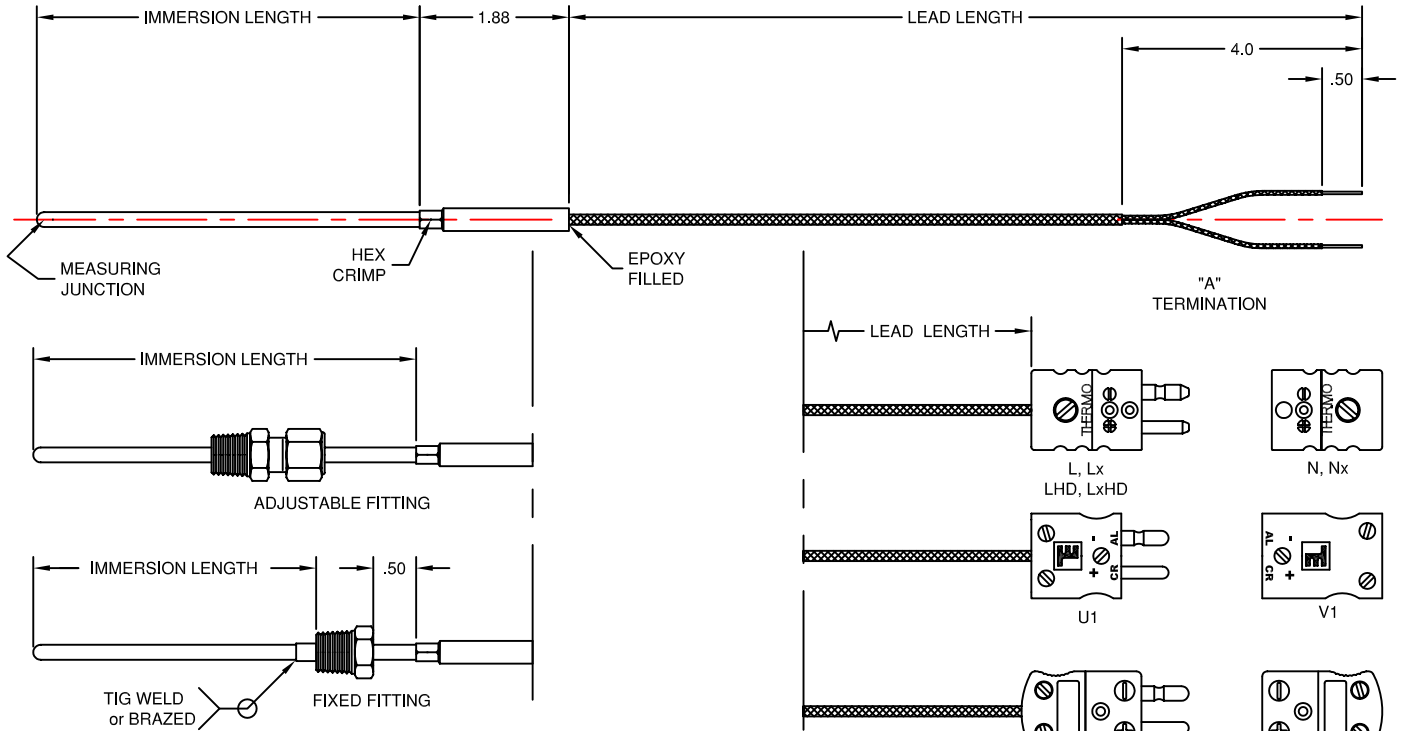 IMMERSION LENGTH
1.88
LEAD LENGTH
4.0
.50
MEASURING
JUNCTION
HEX
CRIMP
EPOXY
FILLED
"A"
TERMINATION
IMMERSION LENGTH
ADJUSTABLE FITTING
LEAD LENGTH
THERMO
THERMO
L, Lx
LHD, LxHD
N, Nx
IMMERSION LENGTH
.50
TIG WELD
or BRAZED
FIXED FITTING
- AL
+ CR
U1
AL -
CR +
V1